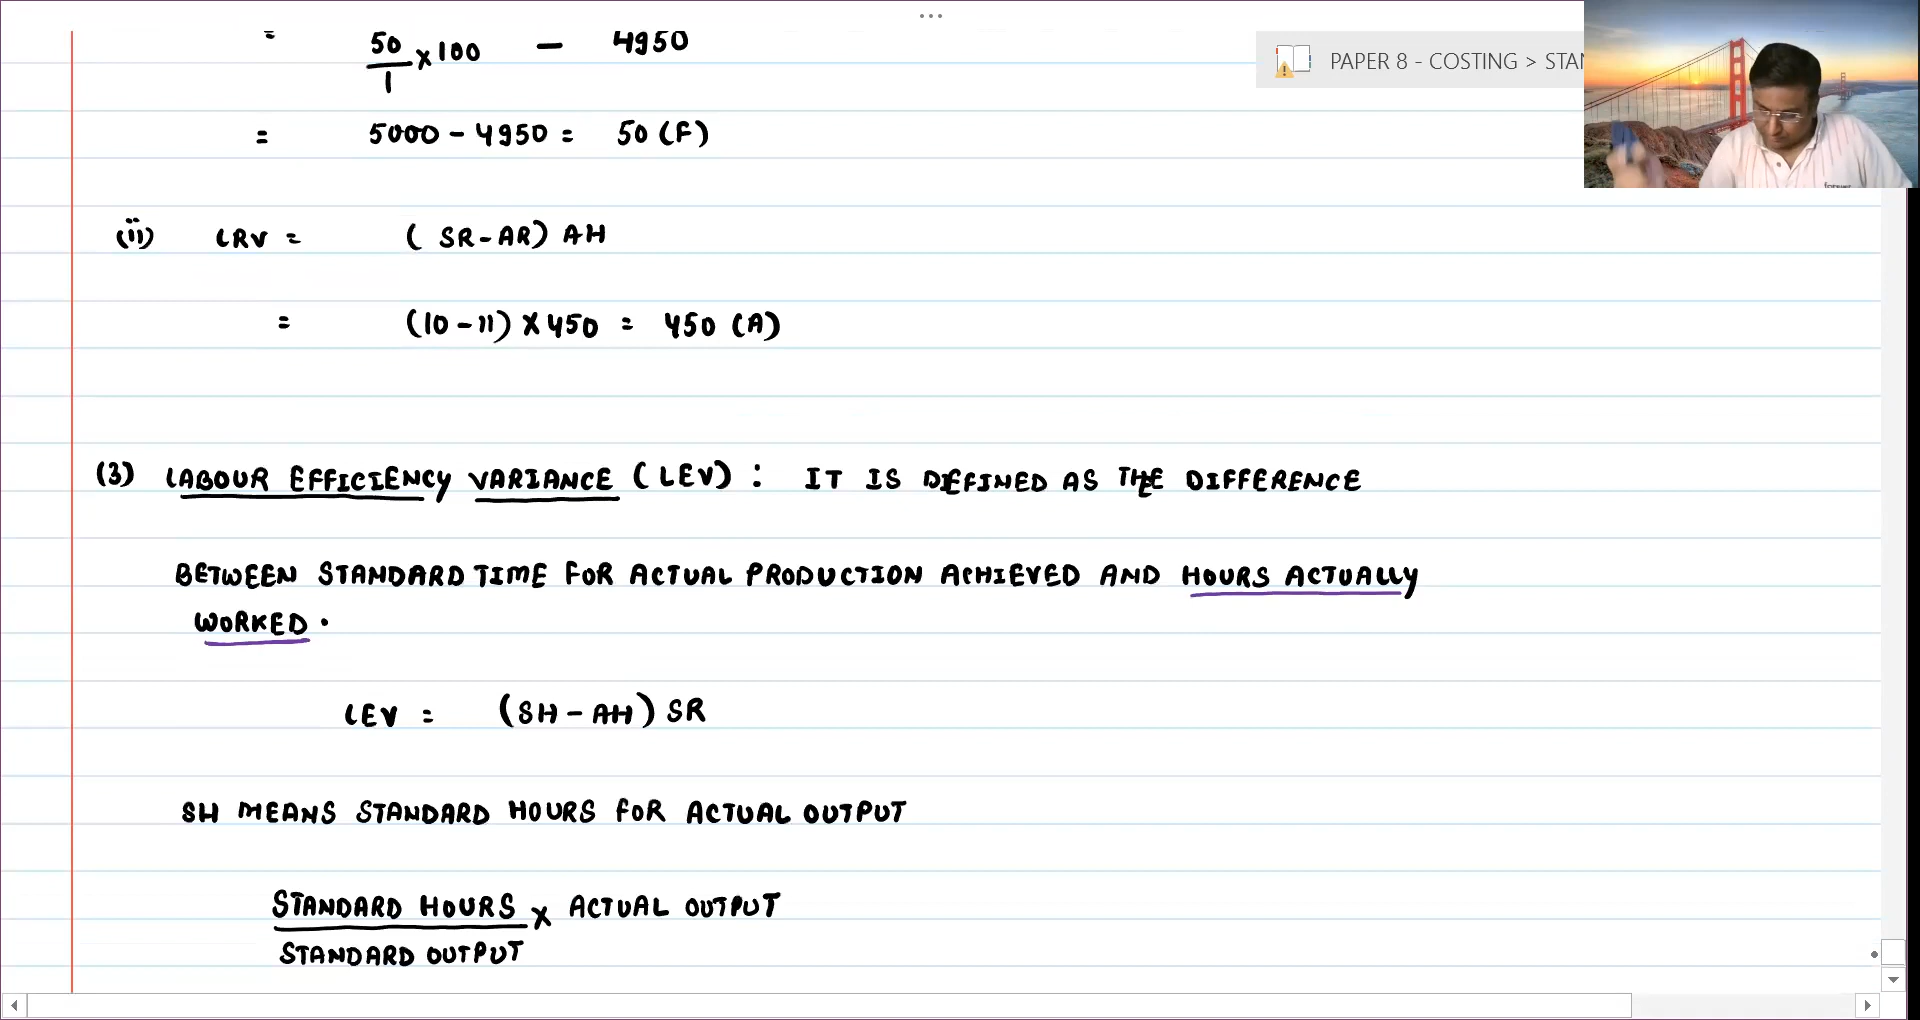 = 50/1 x 100 - 4950
= 5000 - 4950 = 50 (F)
PAPER 8 - COSTING > STAN
(ii) LRV = ( SR-AR) AH
= (10-11) X 450 = 450 (A)
(3) LABOUR EFFICIENCY VARIANCE (LEV) : IT IS DEFINED AS THE DIFFERENCE
BETWEEN STANDARD TIME FOR ACTUAL PRODUCTION ACHIEVED AND HOURS ACTUALLY
WORKED.
LEV = (SH - AH) SR
SH MEANS STANDARD HOURS FOR ACTUAL OUTPUT
STANDARD HOURS X ACTUAL OUTPUT
STANDARD OUTPUT